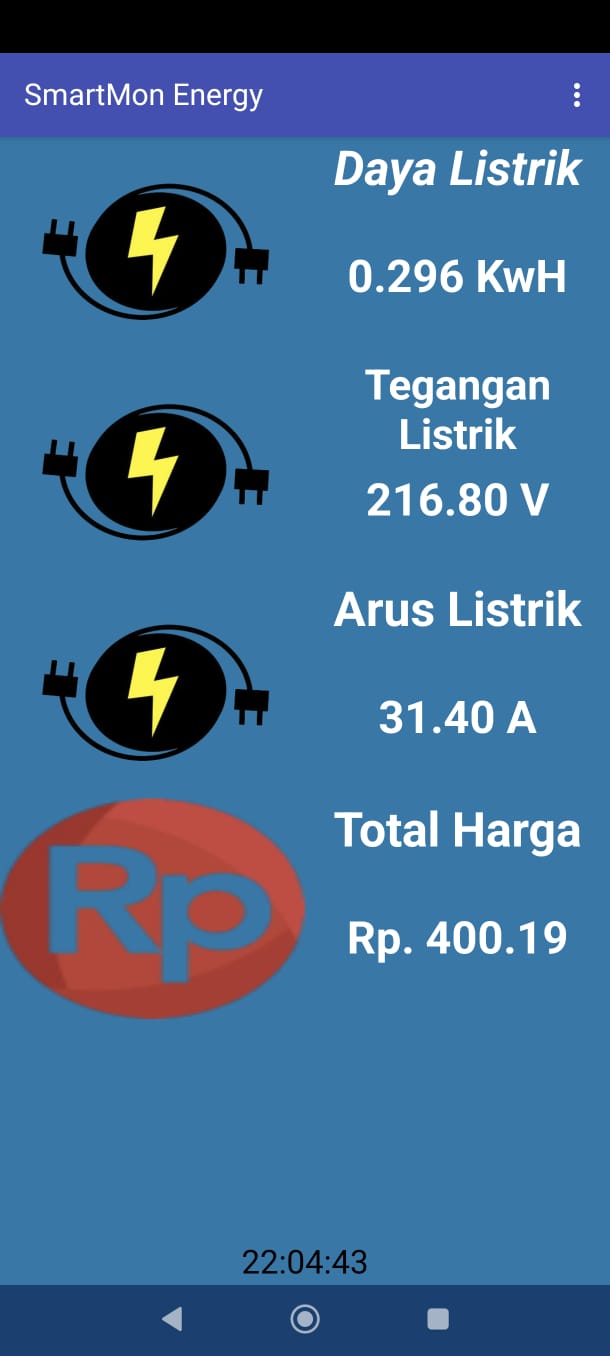 SmartMon Energy
Daya Listrik
0.296 KwH
Tegangan
Listrik
216.80 V
Arus Listrik
31.40 A
Rp
Total Harga
Rp. 400.19
22:04:43